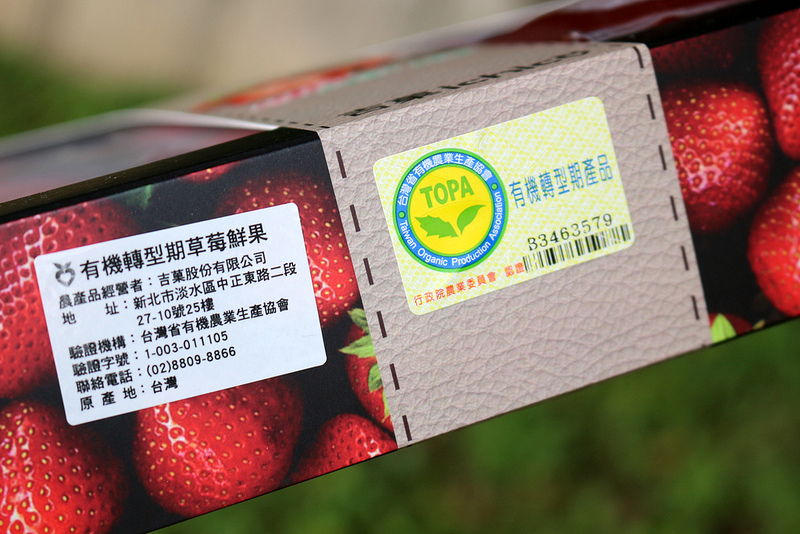 有機轉型期草莓鮮果
農產品經營者：吉菓股份有限公司
地 址：新北市淡水區中正東路二段
27-10號25樓
驗證機構：台灣省有機農業生產協會
驗證字號：1-003-011105
聯絡電話：(02)8809-8866
原 產 地：台灣
台灣省有機農業生產協會
TOPA
Taiwan Organic Production Association
有機轉型期產品
33463579
行政院農業委員會 驗證